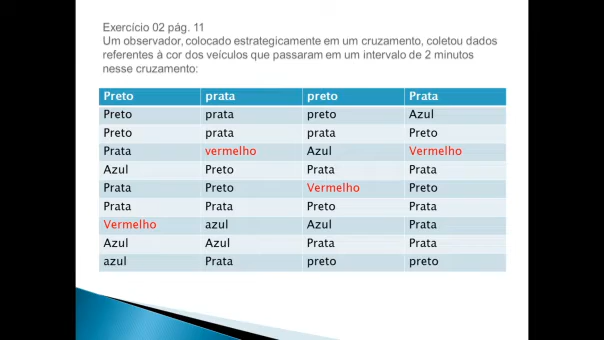 Exercício 02 pág. 11
Um observador, colocado estrategicamente em um cruzamento, coletou dados
referentes à cor dos veículos que passaram em um intervalo de 2 minutos
nesse cruzamento:
Preto prata preto Prata
Preto prata preto Azul
Preto prata prata Preto
Prata vermelho Azul Vermelho
Azul Preto Prata Prata
Prata Preto Vermelho Preto
Prata Prata Preto Prata
Vermelho azul Azul Prata
Azul Azul Prata Prata
azul Prata preto preto